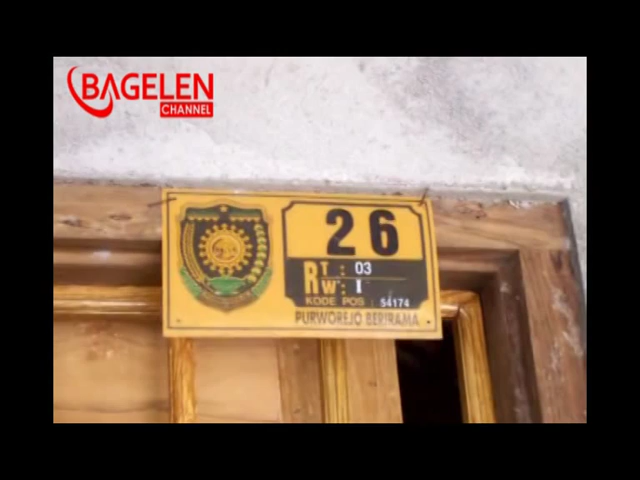 BAGELEN
CHANNEL
26
RT : 03
RW : I
KODE POS : 54174
PURWOREJO BERIRAMA